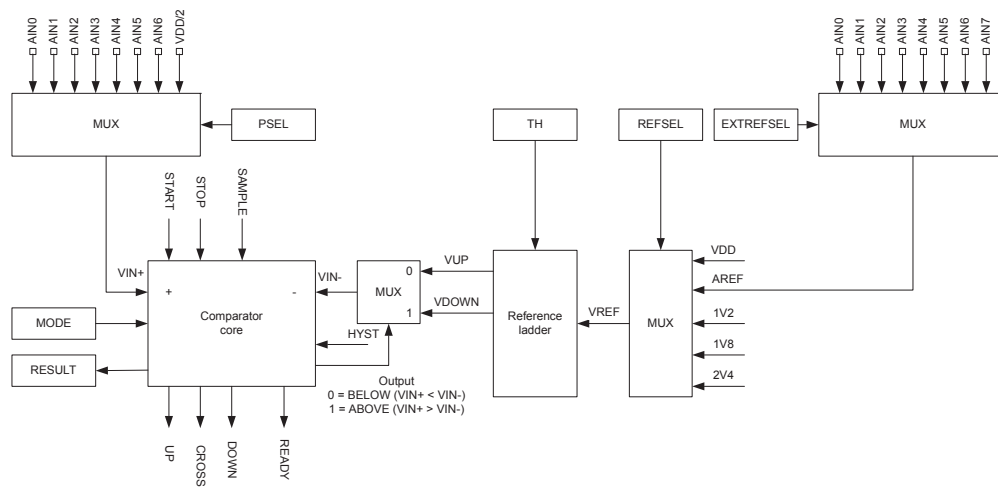 AIN0
AIN1
AIN2
AIN3
AIN4
AIN5
AIN6
VDD/2
AIN0
AIN1
AIN2
AIN3
AIN4
AIN5
AIN6
AIN7
MUX
PSEL
TH
REFSEL
EXTREFSEL
MUX
START
STOP
SAMPLE
VIN+
+
-
VIN-
MUX
0
1
VUP
VDOWN
HYST
MODE
RESULT
Comparator
core
Reference
ladder
VREF
MUX
VDD
AREF
1V2
1V8
2V4
Output
0 = BELOW (VIN+ < VIN-)
1 = ABOVE (VIN+ > VIN-)
UP
CROSS
DOWN
READY